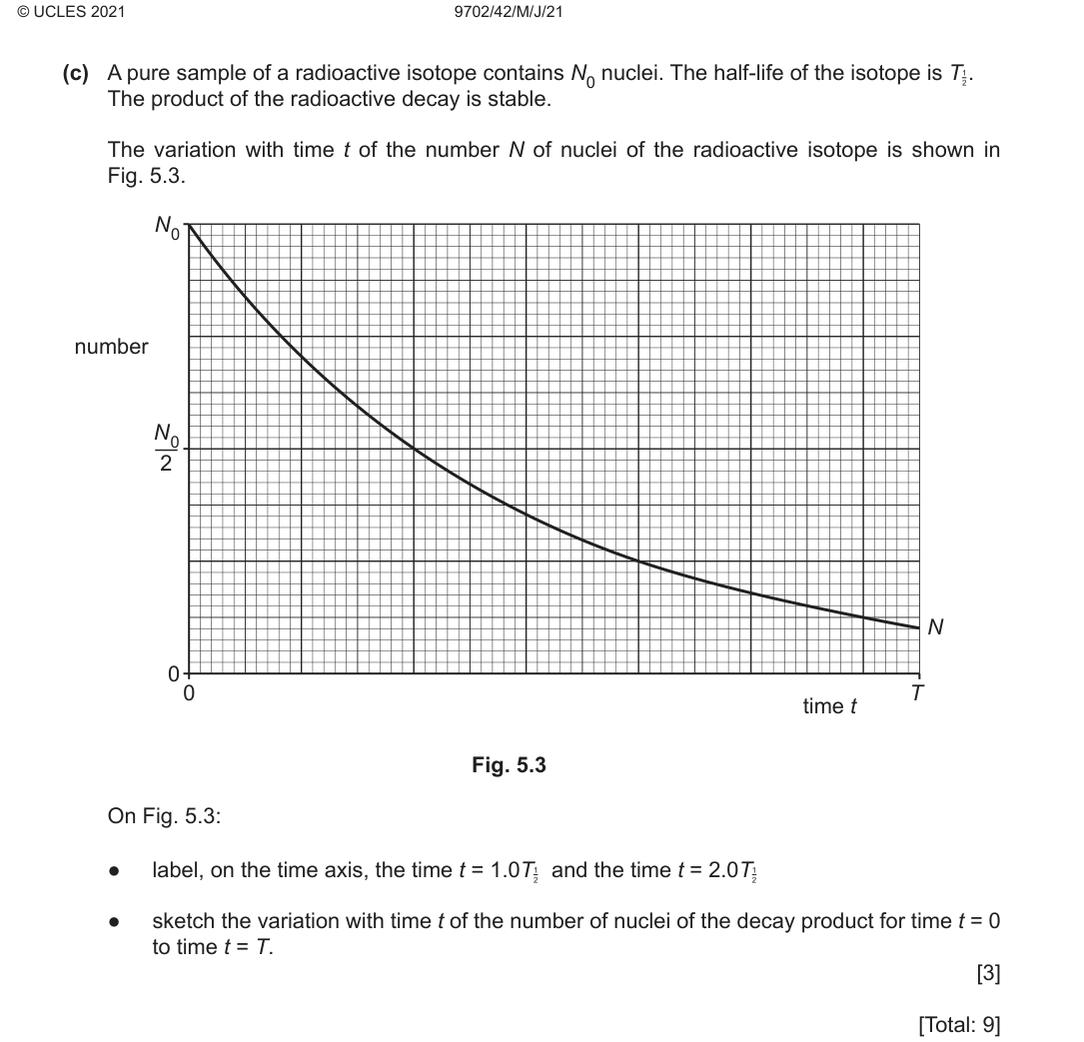 © UCLES 2021 9702/42/M/J/21
(c) A pure sample of a radioactive isotope contains N₀ nuclei. The half-life of the isotope is T½.
The product of the radioactive decay is stable.
The variation with time t of the number N of nuclei of the radioactive isotope is shown in
Fig. 5.3.
N₀
number
N₀/2
0
N
0 T
time t
Fig. 5.3
On Fig. 5.3:
• label, on the time axis, the time t = 1.0T½ and the time t = 2.0T½
• sketch the variation with time t of the number of nuclei of the decay product for time t = 0
to time t = T.
[3]
[Total: 9]